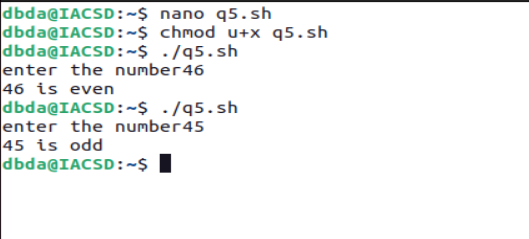 dbda@IACSD:~$ nano q5.sh
dbda@IACSD:~$ chmod u+x q5.sh
dbda@IACSD:~$ ./q5.sh
enter the number46
46 is even
dbda@IACSD:~$ ./q5.sh
enter the number45
45 is odd
dbda@IACSD:~$